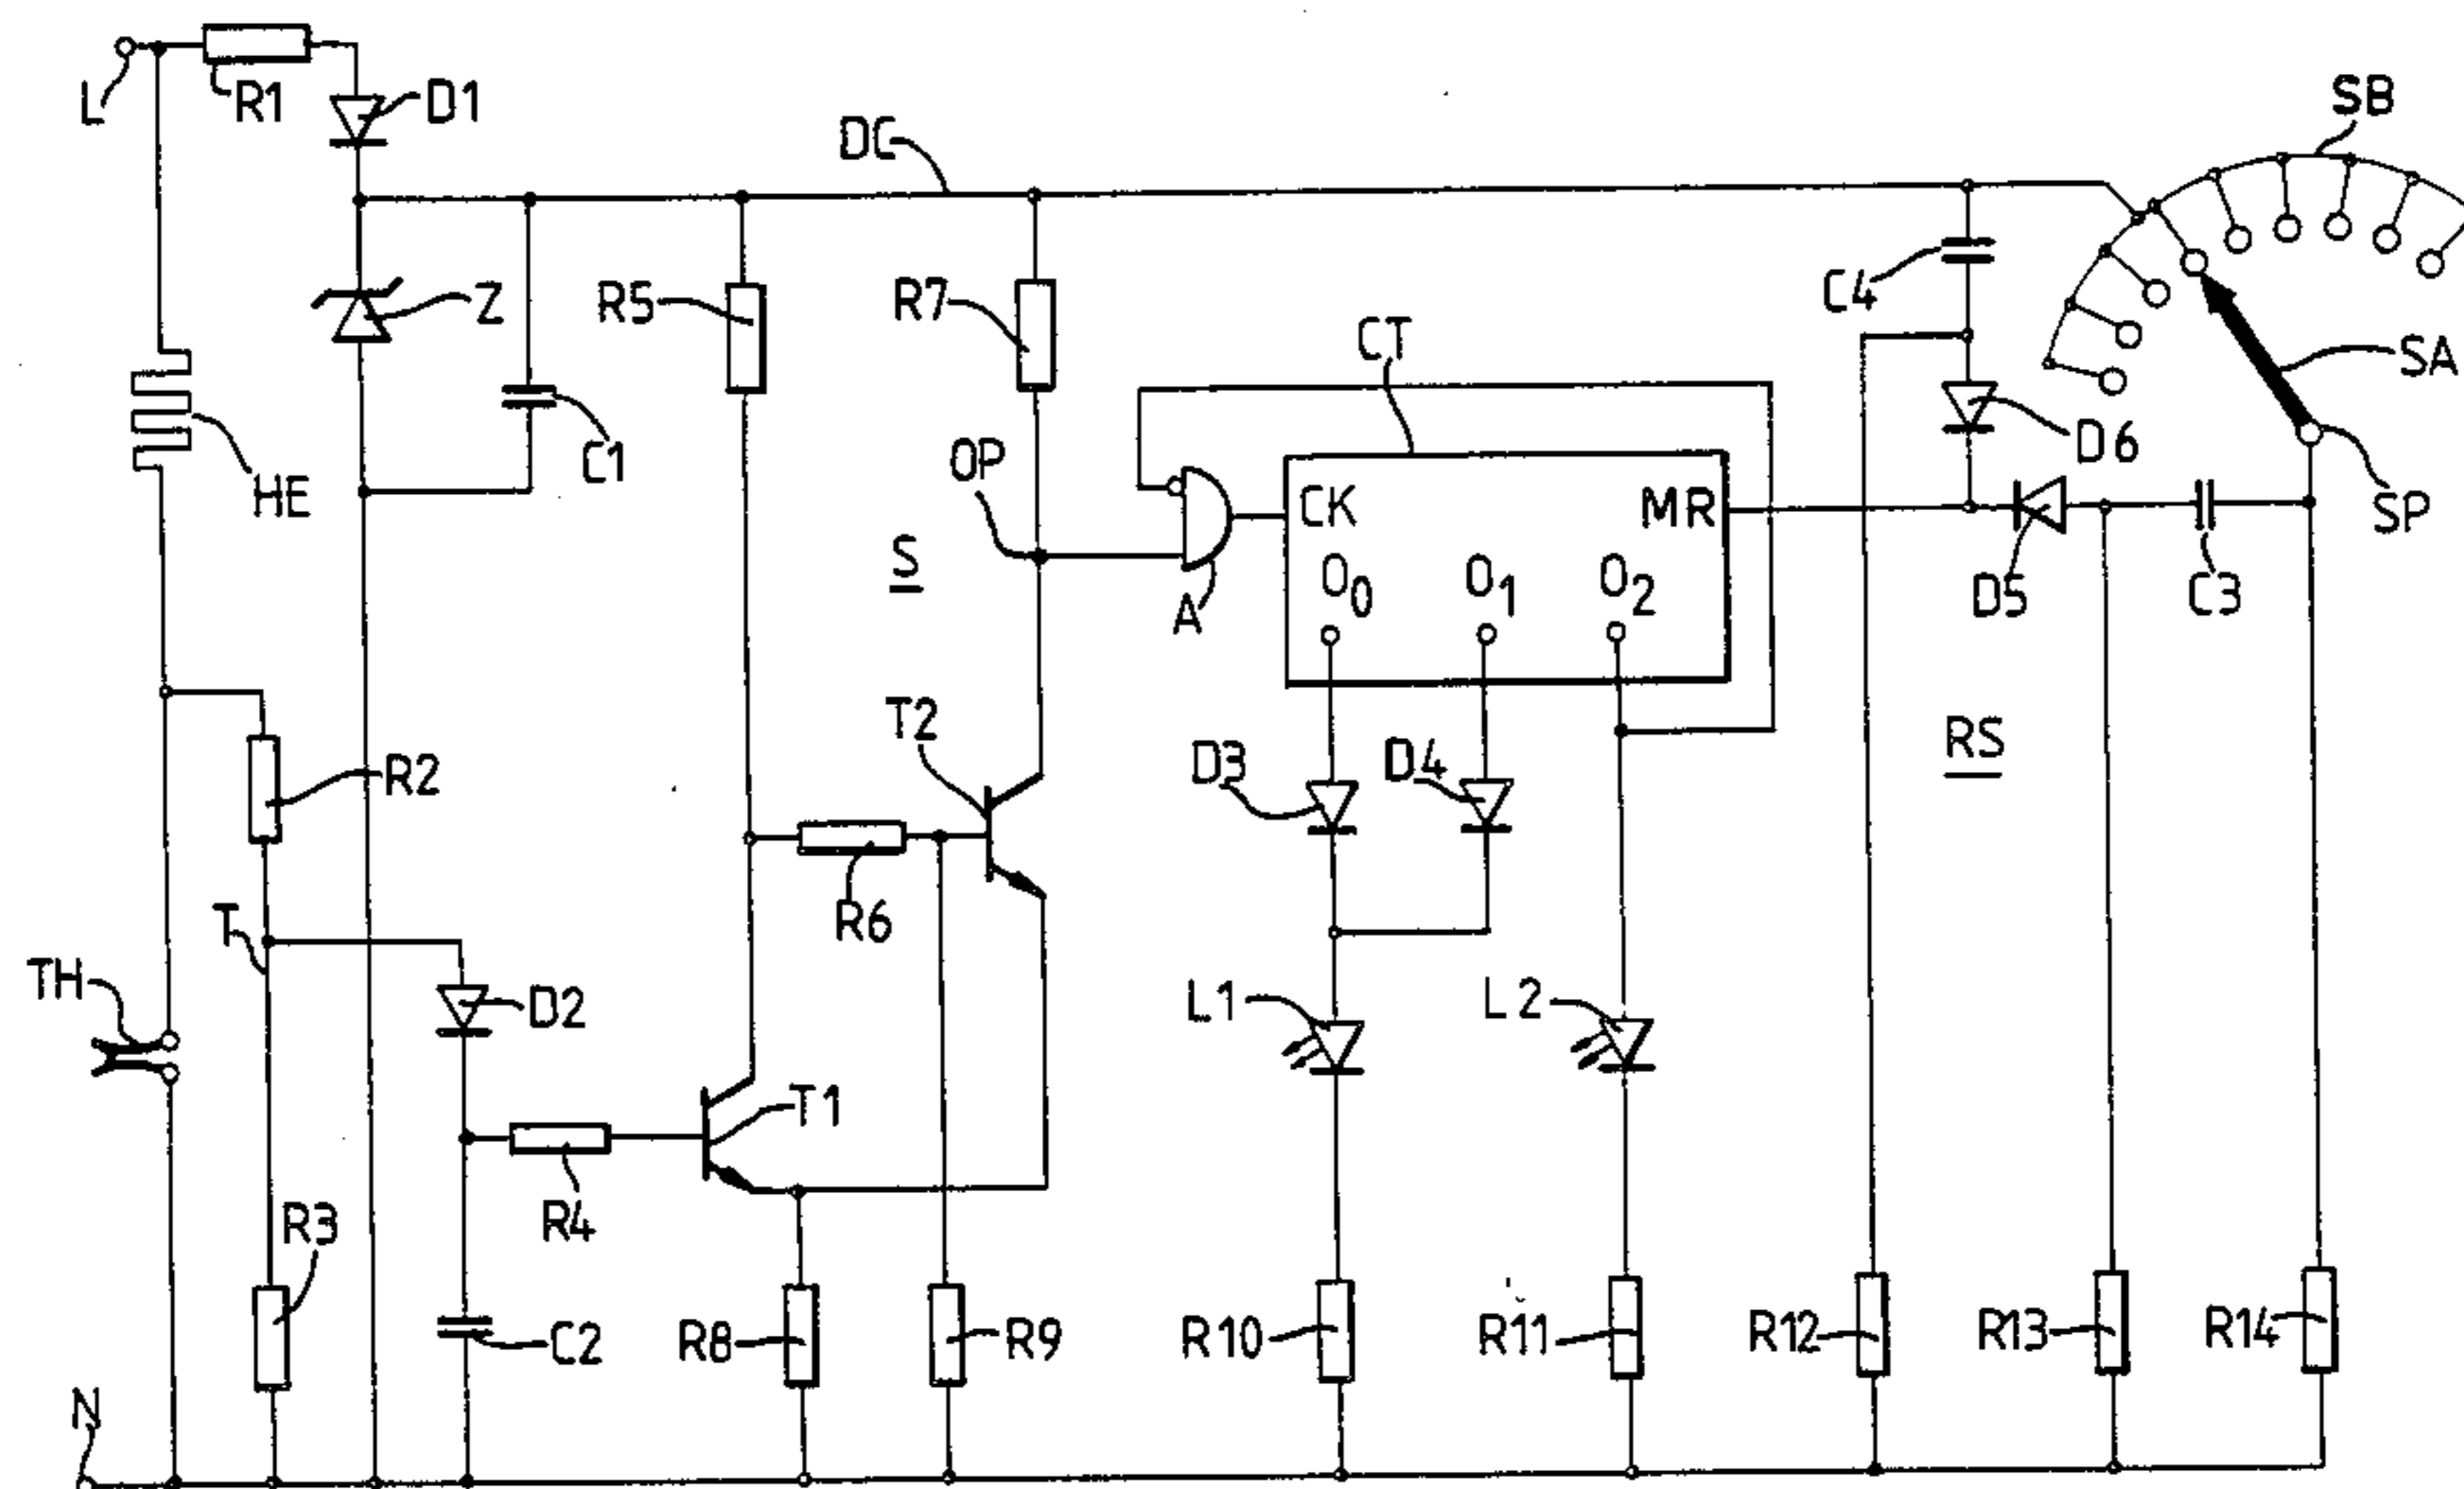 L
R1
D1
DC
SB
Z
R5
R7
C4
CT
SA
HE
C1
OP
D6
CK
MR
SP
S
O0
O1
O2
A
D5
C3
T2
RS
R2
D3
D4
T
R6
TH
D2
L1
L2
T1
R4
R3
N
C2
R8
R9
R10
R11
R12
R13
R14